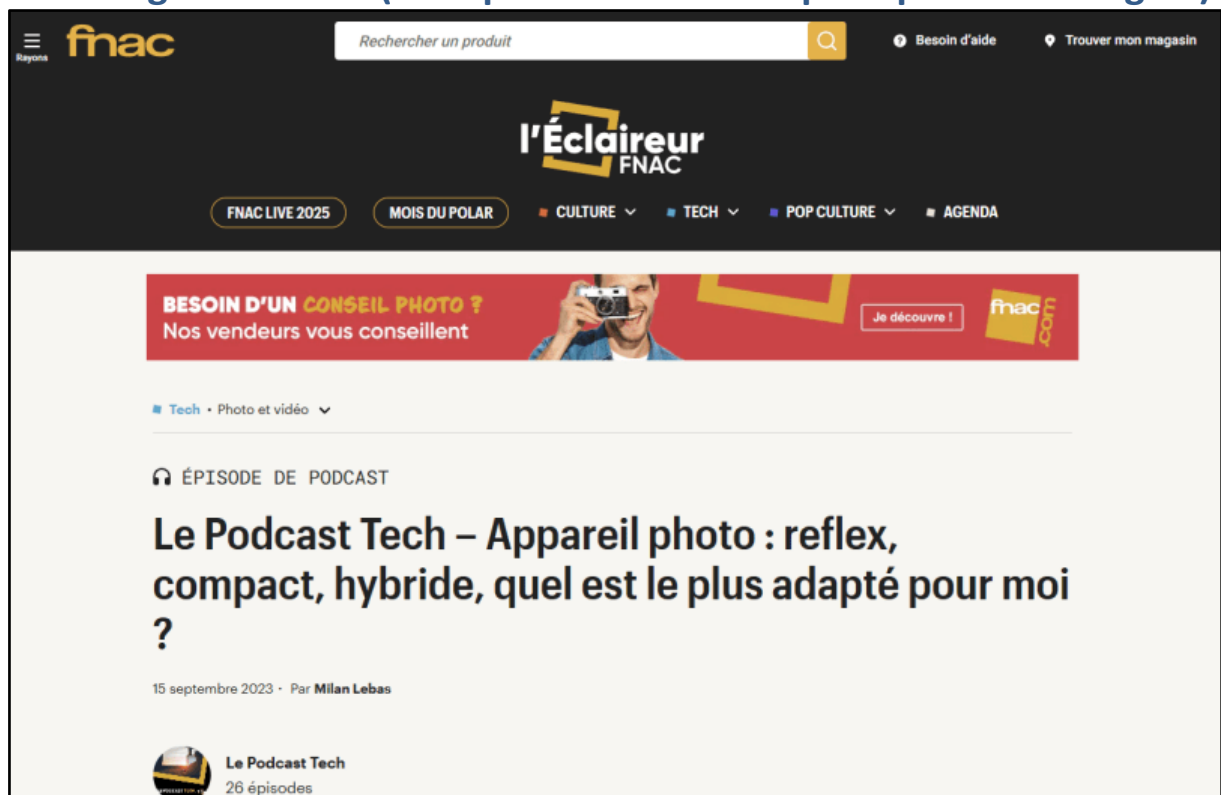 fnac
Rayons
Rechercher un produit
Besoin d'aide
Trouver mon magasin
l'Éclaireur
FNAC
FNAC LIVE 2025
MOIS DU POLAR
CULTURE
TECH
POP CULTURE
AGENDA
BESOIN D'UN CONSEIL PHOTO ?
Nos vendeurs vous conseillent
Je découvre !
fnac
.com
Tech • Photo et vidéo
ÉPISODE DE PODCAST
Le Podcast Tech – Appareil photo : reflex,
compact, hybride, quel est le plus adapté pour moi
?
15 septembre 2023 • Par Milan Lebas
Le Podcast Tech
26 épisodes